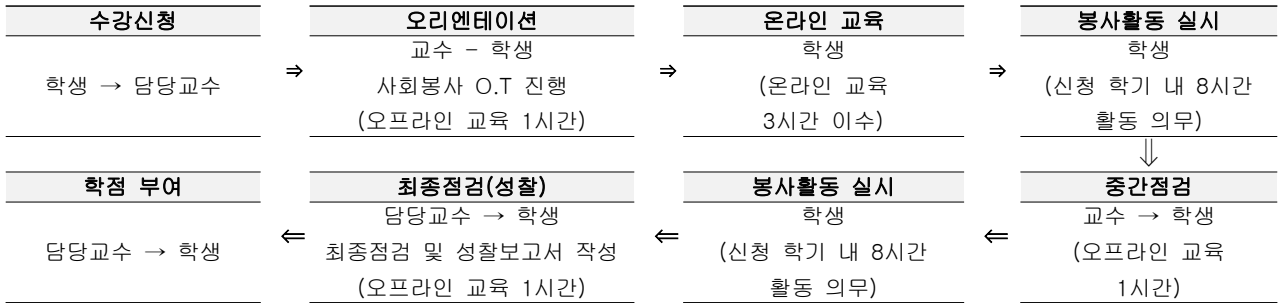 수강신청
학생 → 담당교수
⇒
오리엔테이션
교수 - 학생
사회봉사 O.T 진행
(오프라인 교육 1시간)
⇒
온라인 교육
학생
(온라인 교육
3시간 이수)
⇒
봉사활동 실시
학생
(신청 학기 내 8시간
활동 의무)
⇓
중간점검
교수 → 학생
(오프라인 교육
1시간)
⇐
봉사활동 실시
학생
(신청 학기 내 8시간
활동 의무)
⇐
최종점검(성찰)
담당교수 → 학생
최종점검 및 성찰보고서 작성
(오프라인 교육 1시간)
⇐
학점 부여
담당교수 → 학생